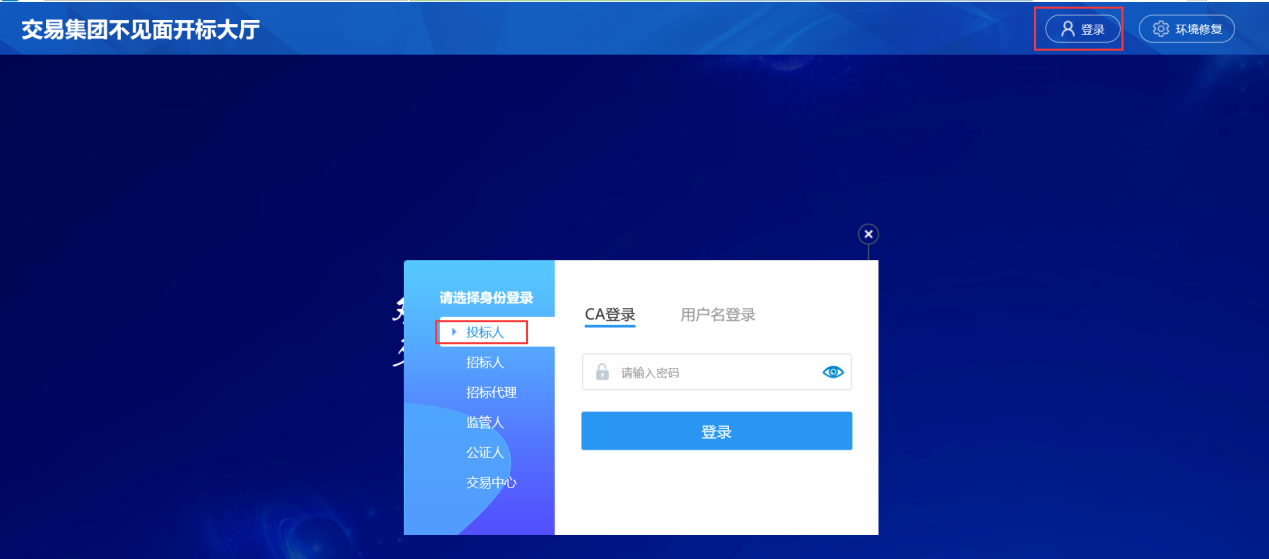 交易集团不见面开标大厅
登录
环境修复
请选择身份登录
投标人
招标人
招标代理
监管人
公证人
交易中心
CA登录
用户名登录
请输入密码
登录